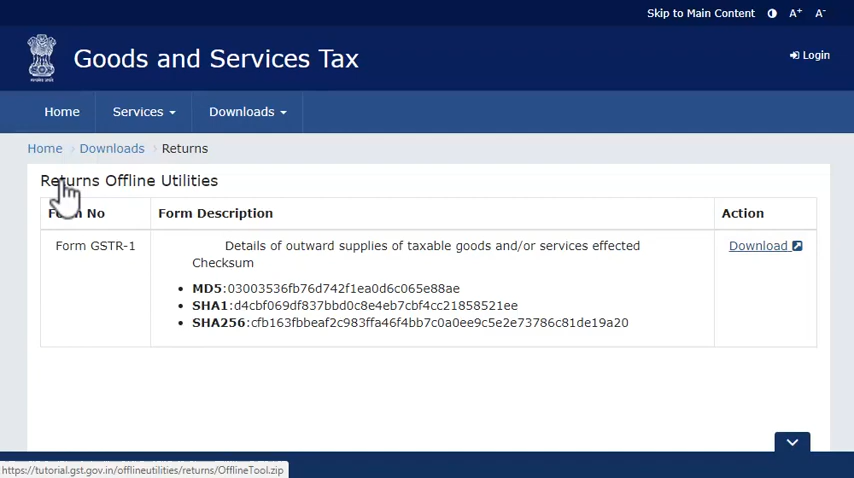 Skip to Main Content A+ A-
Goods and Services Tax
Login
Home Services Downloads
Home Downloads Returns
Returns Offline Utilities
Form No Form Description Action
Form GSTR-1 Details of outward supplies of taxable goods and/or services effected Download
Checksum
• MD5:03003536fb76d742f1ea0d6c065e88ae
• SHA1:d4cbf069df837bbd0c8e4eb7cbf4cc21858521ee
• SHA256:cfb163fbbeaf2c983ffa46f4bb7c0a0ee9c5e2e73786c81de19a20
https://tutorial.gst.gov.in/offlineutilities/returns/OfflineTool.zip